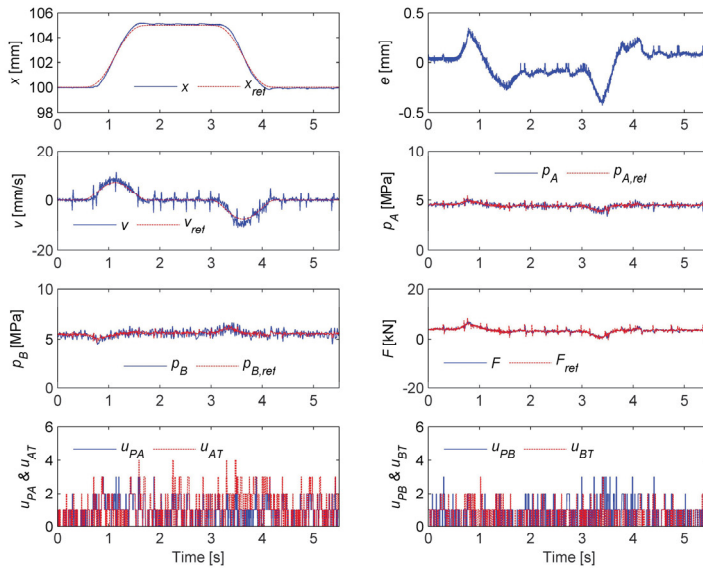 106
104
102
100
98
x [mm]
x
x_ref
0 1 2 3 4 5
0.5
0
-0.5
e [mm]
0 1 2 3 4 5
20
0
-20
v [mm/s]
v
v_ref
0 1 2 3 4 5
10
5
0
p_A [MPa]
p_A
p_A,ref
0 1 2 3 4 5
10
5
0
p_B [MPa]
p_B
p_B,ref
0 1 2 3 4 5
20
0
-20
F [kN]
F
F_ref
0 1 2 3 4 5
6
4
2
0
u_PA & u_AT
u_PA
u_AT
0 1 2 3 4 5
Time [s]
6
4
2
0
u_PB & u_BT
u_PB
u_BT
0 1 2 3 4 5
Time [s]